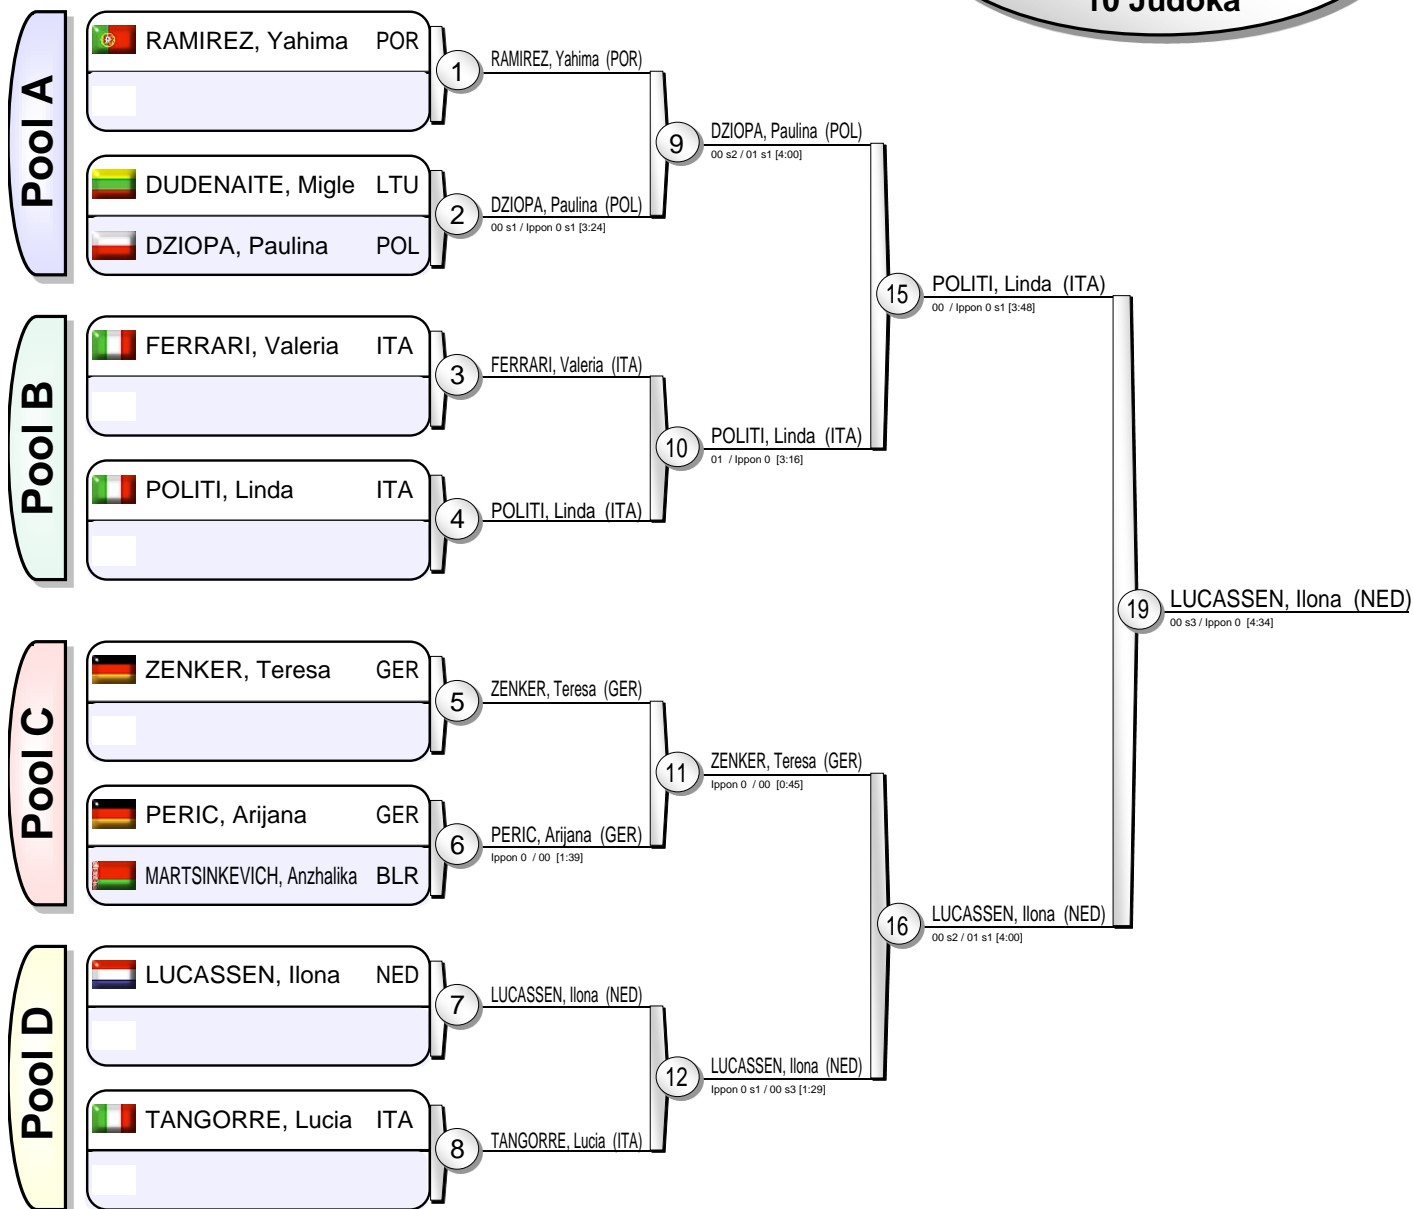 10 Judoka
Pool A
RAMIREZ, Yahima POR
1
RAMIREZ, Yahima (POR)
DUDENAITE, Migle LTU
DZIOPA, Paulina POL
2
DZIOPA, Paulina (POL)
00 s1 / Ippon 0 s1 [3:24]
9
DZIOPA, Paulina (POL)
00 s2 / 01 s1 [4:00]
Pool B
FERRARI, Valeria ITA
3
FERRARI, Valeria (ITA)
POLITI, Linda ITA
4
POLITI, Linda (ITA)
10
POLITI, Linda (ITA)
01 / Ippon 0 [3:16]
15
POLITI, Linda (ITA)
00 / Ippon 0 s1 [3:48]
Pool C
ZENKER, Teresa GER
5
ZENKER, Teresa (GER)
PERIC, Arijana GER
MARTSINKEVICH, Anzhalika BLR
6
PERIC, Arijana (GER)
Ippon 0 / 00 [1:39]
11
ZENKER, Teresa (GER)
Ippon 0 / 00 [0:45]
Pool D
LUCASSEN, Ilona NED
7
LUCASSEN, Ilona (NED)
TANGORRE, Lucia ITA
8
TANGORRE, Lucia (ITA)
12
LUCASSEN, Ilona (NED)
Ippon 0 s1 / 00 s3 [1:29]
16
LUCASSEN, Ilona (NED)
00 s2 / 01 s1 [4:00]
19
LUCASSEN, Ilona (NED)
00 s3 / Ippon 0 [4:34]